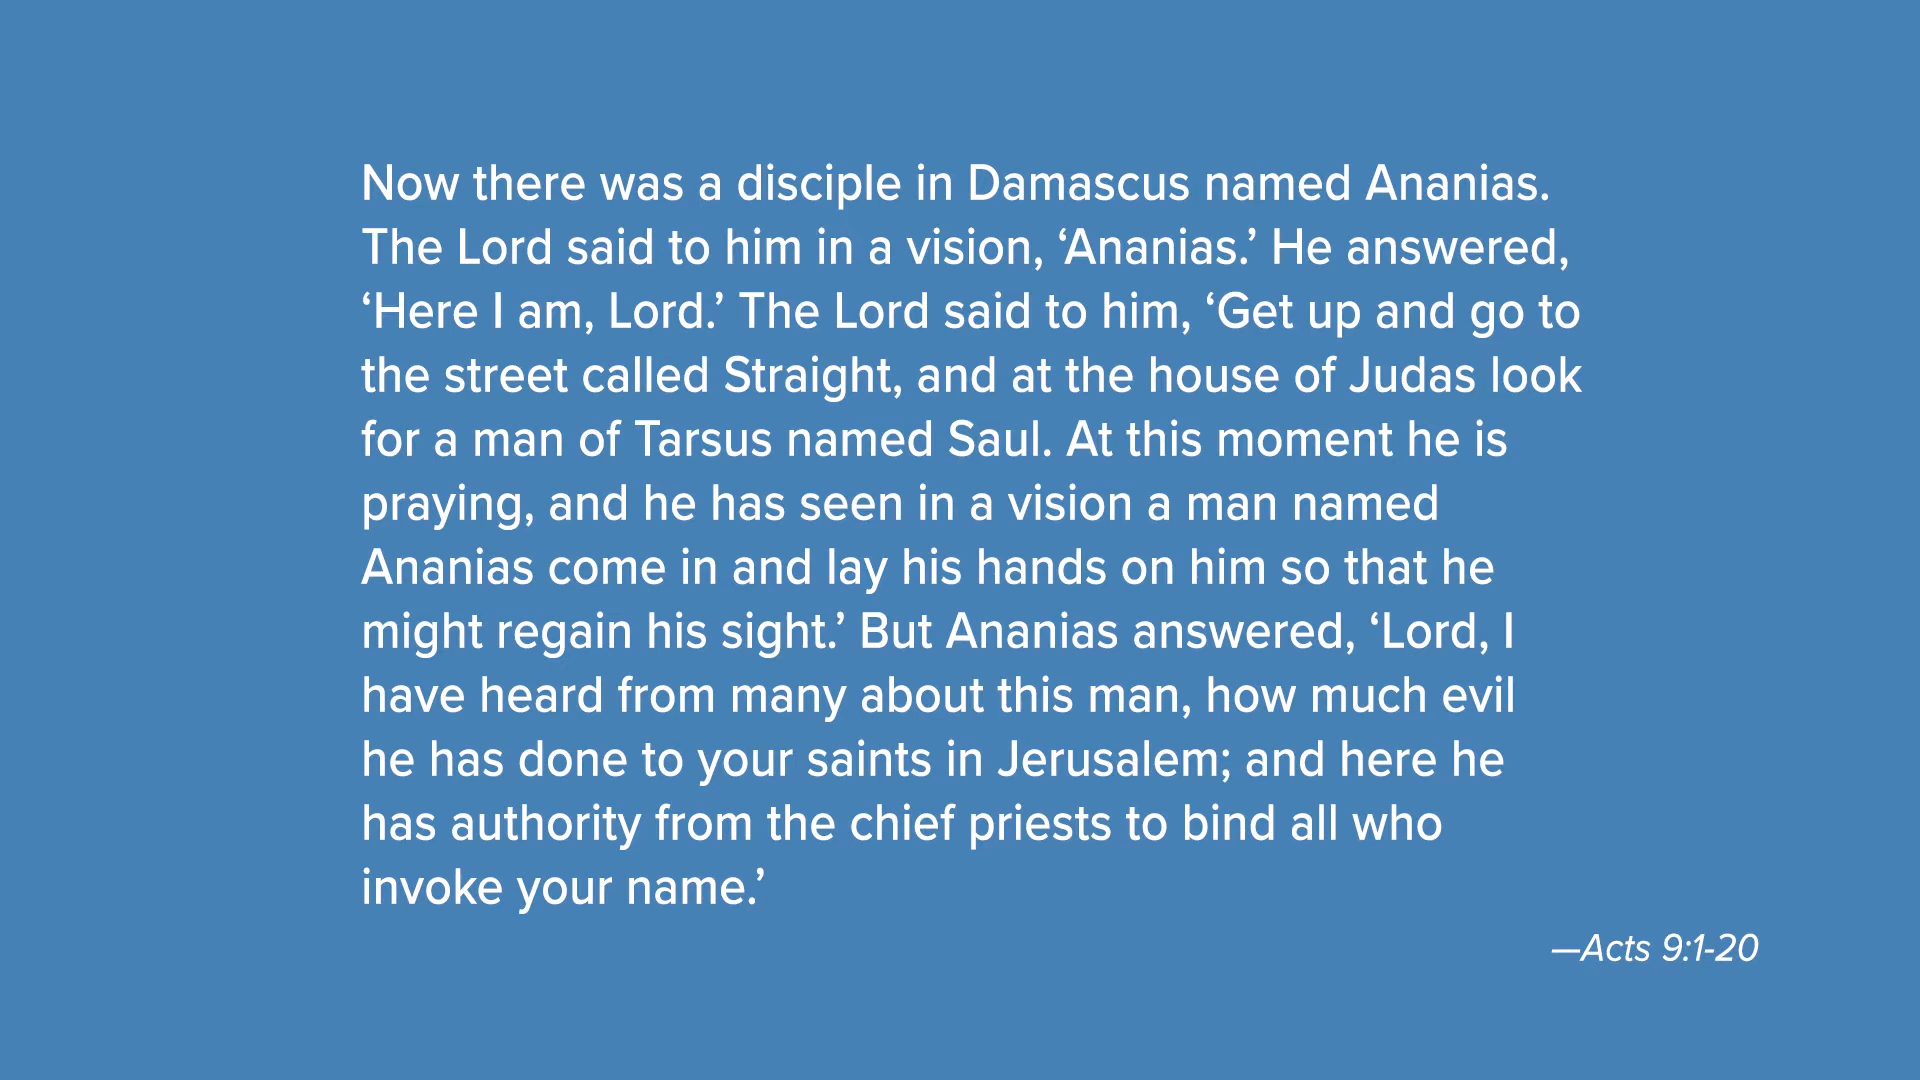 Now there was a disciple in Damascus named Ananias.
The Lord said to him in a vision, ‘Ananias.’ He answered,
‘Here I am, Lord.’ The Lord said to him, ‘Get up and go to
the street called Straight, and at the house of Judas look
for a man of Tarsus named Saul. At this moment he is
praying, and he has seen in a vision a man named
Ananias come in and lay his hands on him so that he
might regain his sight.’ But Ananias answered, ‘Lord, I
have heard from many about this man, how much evil
he has done to your saints in Jerusalem; and here he
has authority from the chief priests to bind all who
invoke your name.’
—Acts 9:1-20